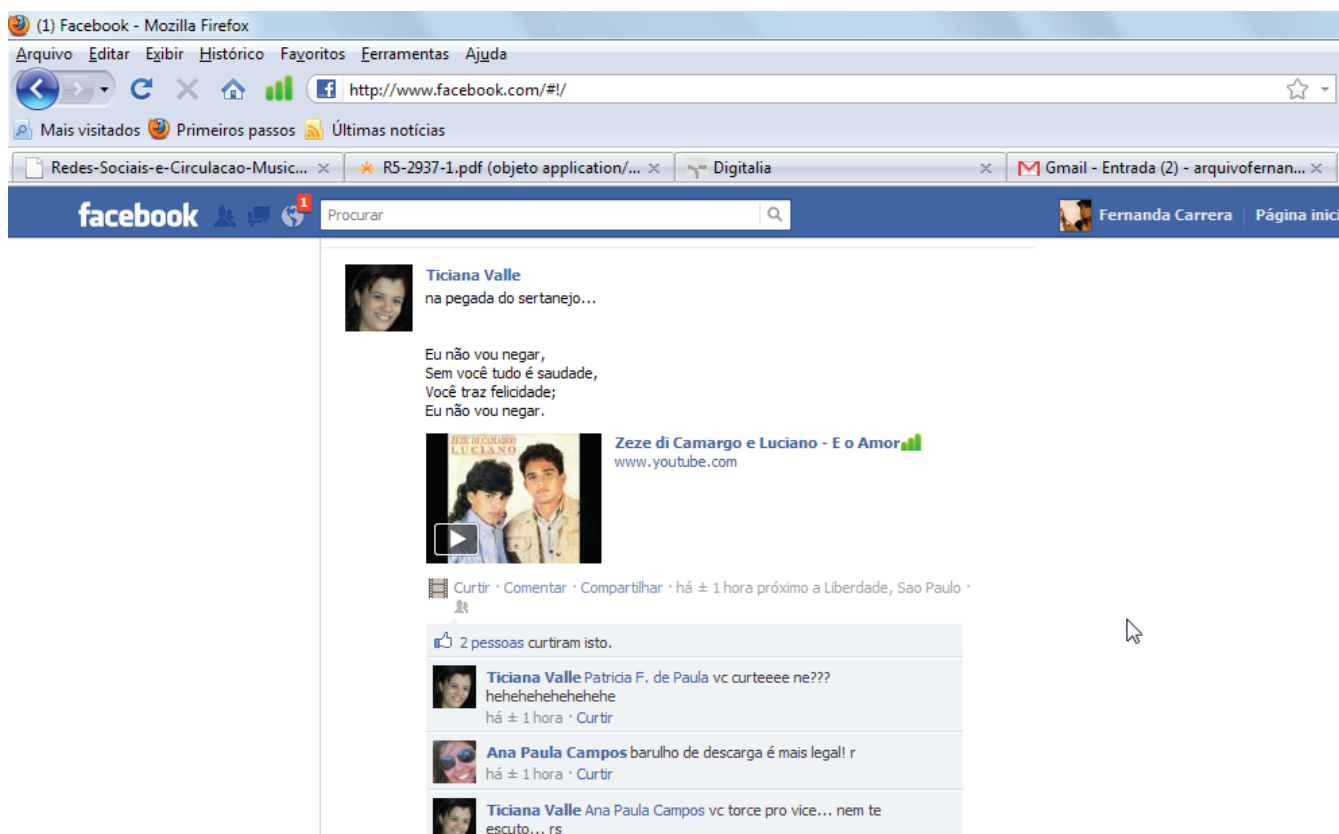 (1) Facebook - Mozilla Firefox
Arquivo Editar Exibir Histórico Favoritos Ferramentas Ajuda
http://www.facebook.com/#!/
Mais visitados Primeiros passos Últimas notícias
Redes-Sociais-e-Circulacao-Music... R5-2937-1.pdf (objeto application/... Digitalia Gmail - Entrada (2) - arquivofernan...
facebook 1 Procurar Fernanda Carrera Página inici
Ticiana Valle
na pegada do sertanejo...
Eu não vou negar,
Sem você tudo é saudade,
Você traz felicidade;
Eu não vou negar.
ZEZE DI CAMARGO
LUCIANO
Zeze di Camargo e Luciano - E o Amor
www.youtube.com
Curtir · Comentar · Compartilhar · há ± 1 hora próximo a Liberdade, Sao Paulo ·
2 pessoas curtiram isto.
Ticiana Valle Patricia F. de Paula vc curteeee ne???
hehehehehehehehe
há ± 1 hora · Curtir
Ana Paula Campos barulho de descarga é mais legal! r
há ± 1 hora · Curtir
Ticiana Valle Ana Paula Campos vc torce pro vice... nem te
escuto... rs